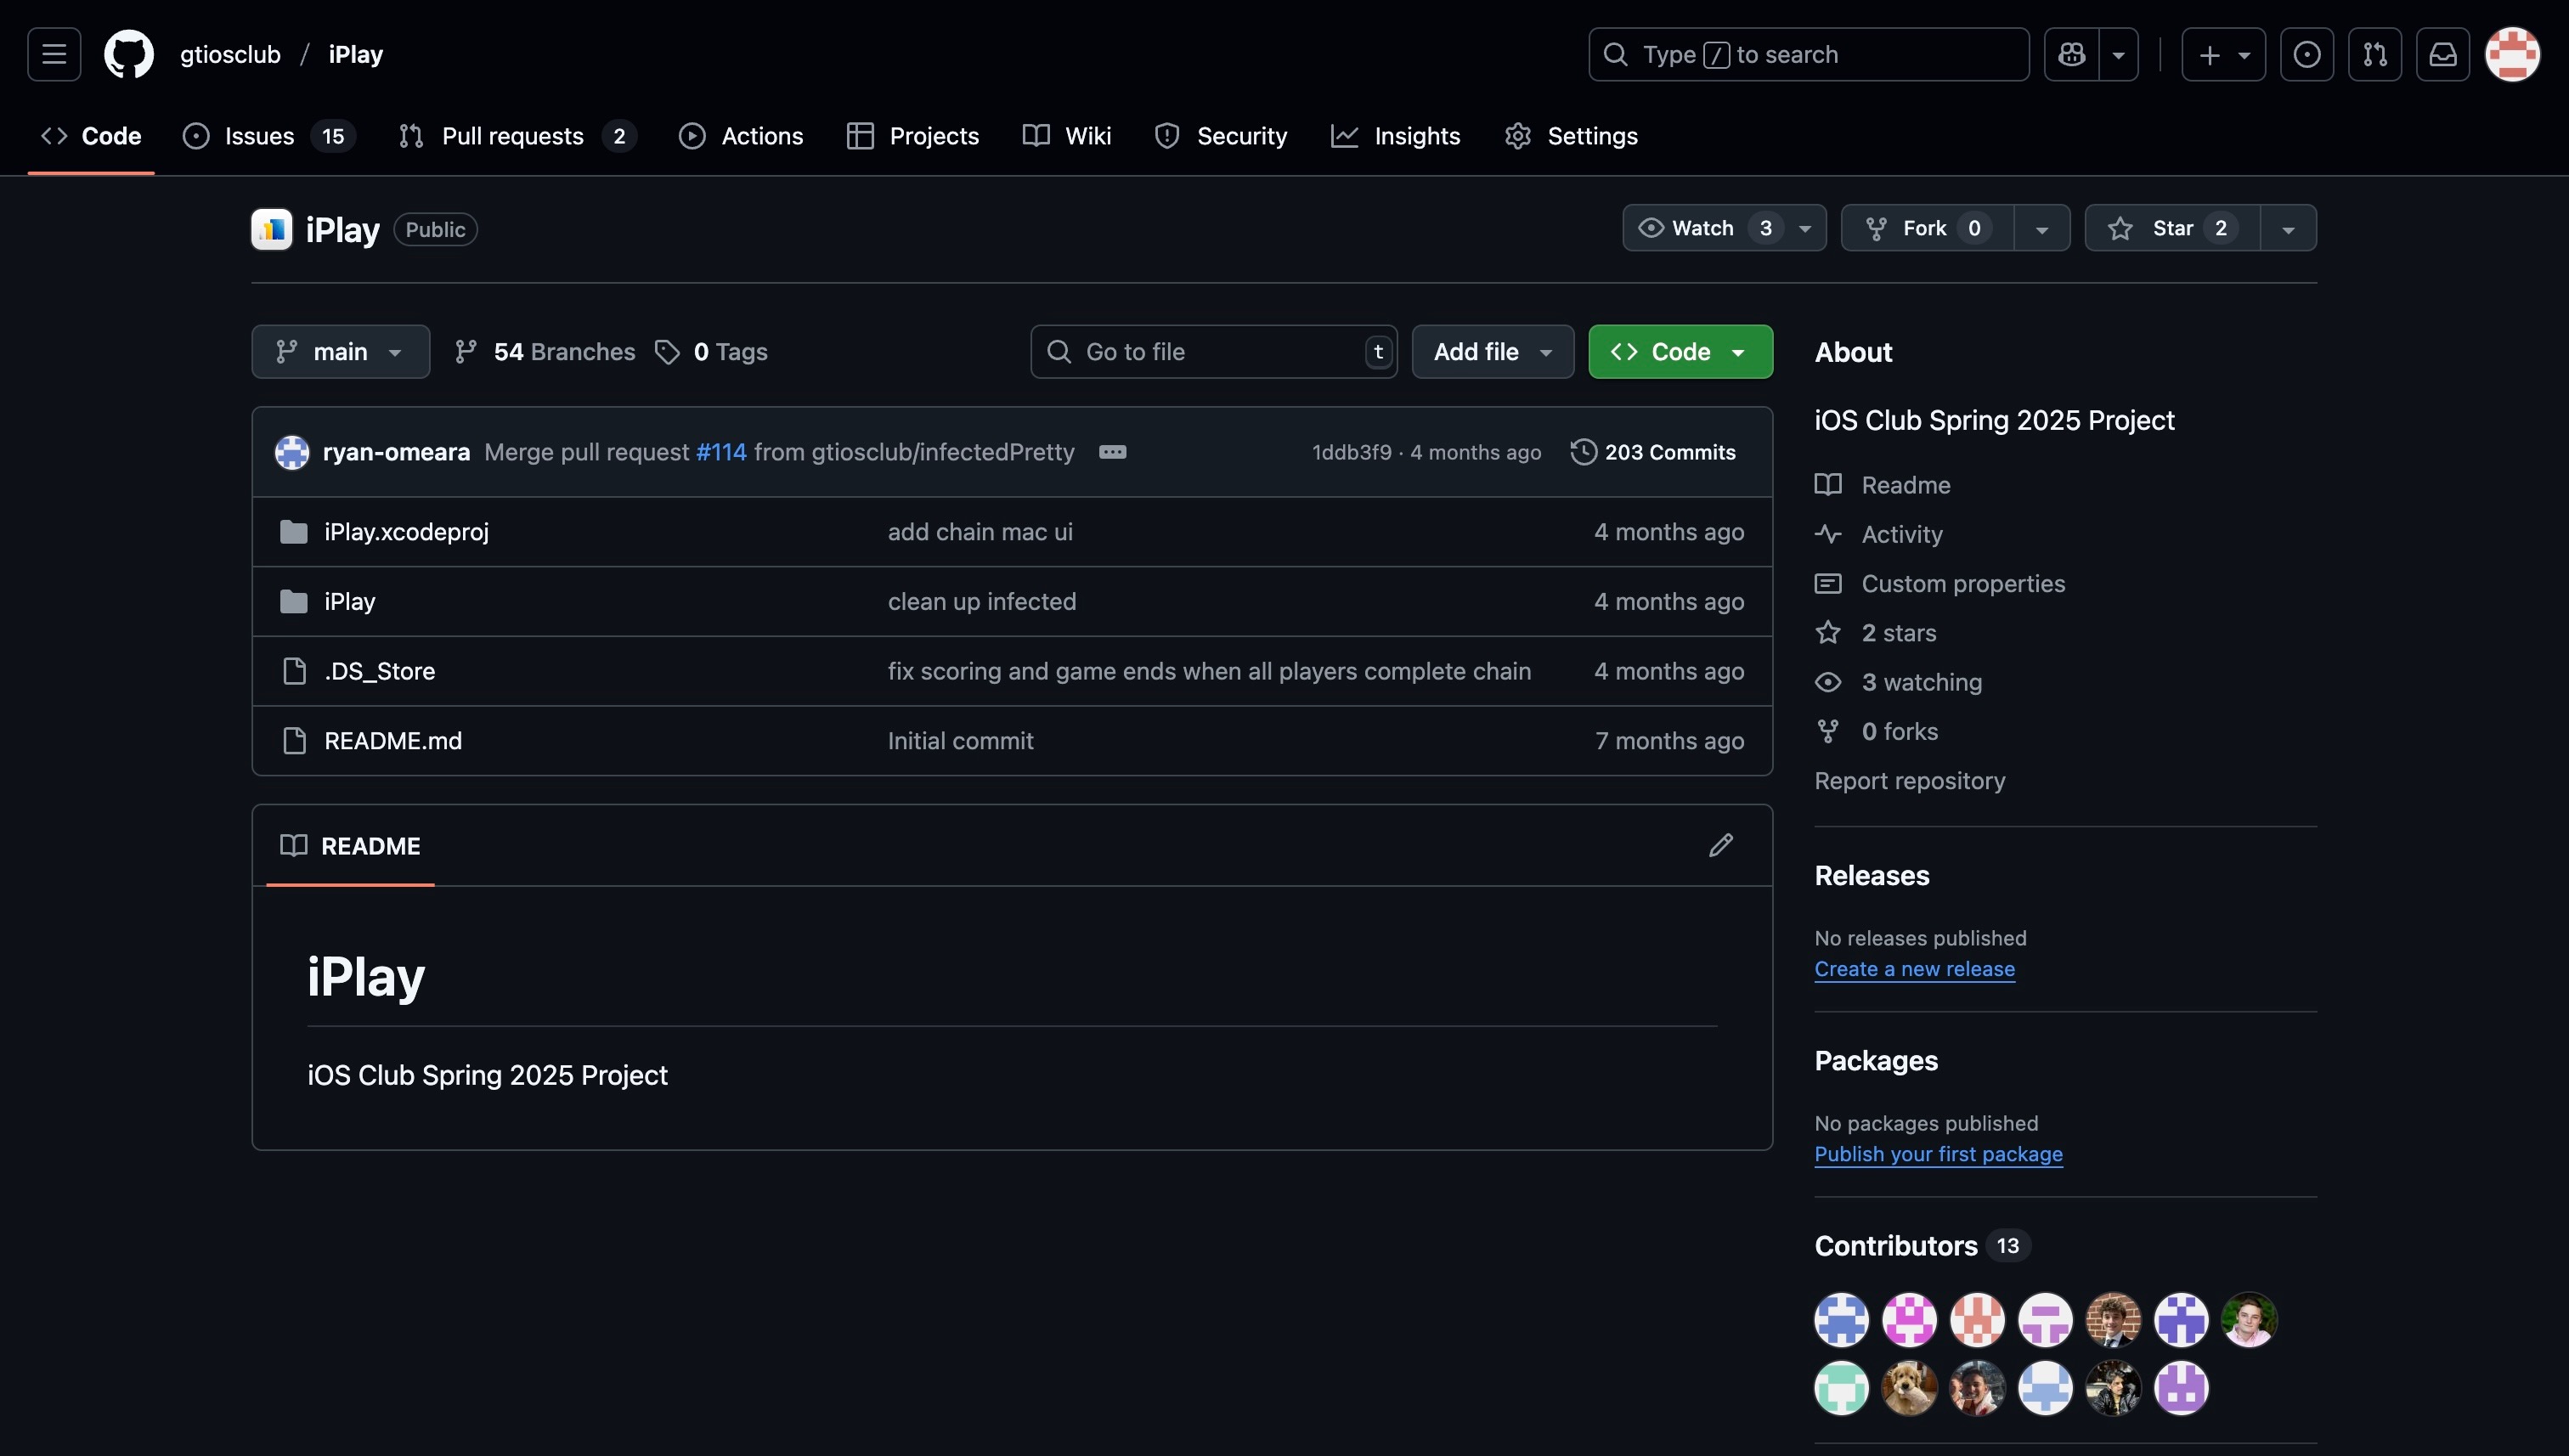 gtiosclub / iPlay
Type / to search
Code
Issues 15
Pull requests 2
Actions
Projects
Wiki
Security
Insights
Settings
iPlay Public
Watch 3
Fork 0
Star 2
main
54 Branches
0 Tags
Go to file t
Add file
Code
ryan-omeara Merge pull request #114 from gtiosclub/infectedPretty 1ddb3f9 · 4 months ago 203 Commits
iPlay.xcodeproj add chain mac ui 4 months ago
iPlay clean up infected 4 months ago
.DS_Store fix scoring and game ends when all players complete chain 4 months ago
README.md Initial commit 7 months ago
README
iPlay
iOS Club Spring 2025 Project
About
iOS Club Spring 2025 Project
Readme
Activity
Custom properties
2 stars
3 watching
0 forks
Report repository
Releases
No releases published
Create a new release
Packages
No packages published
Publish your first package
Contributors 13